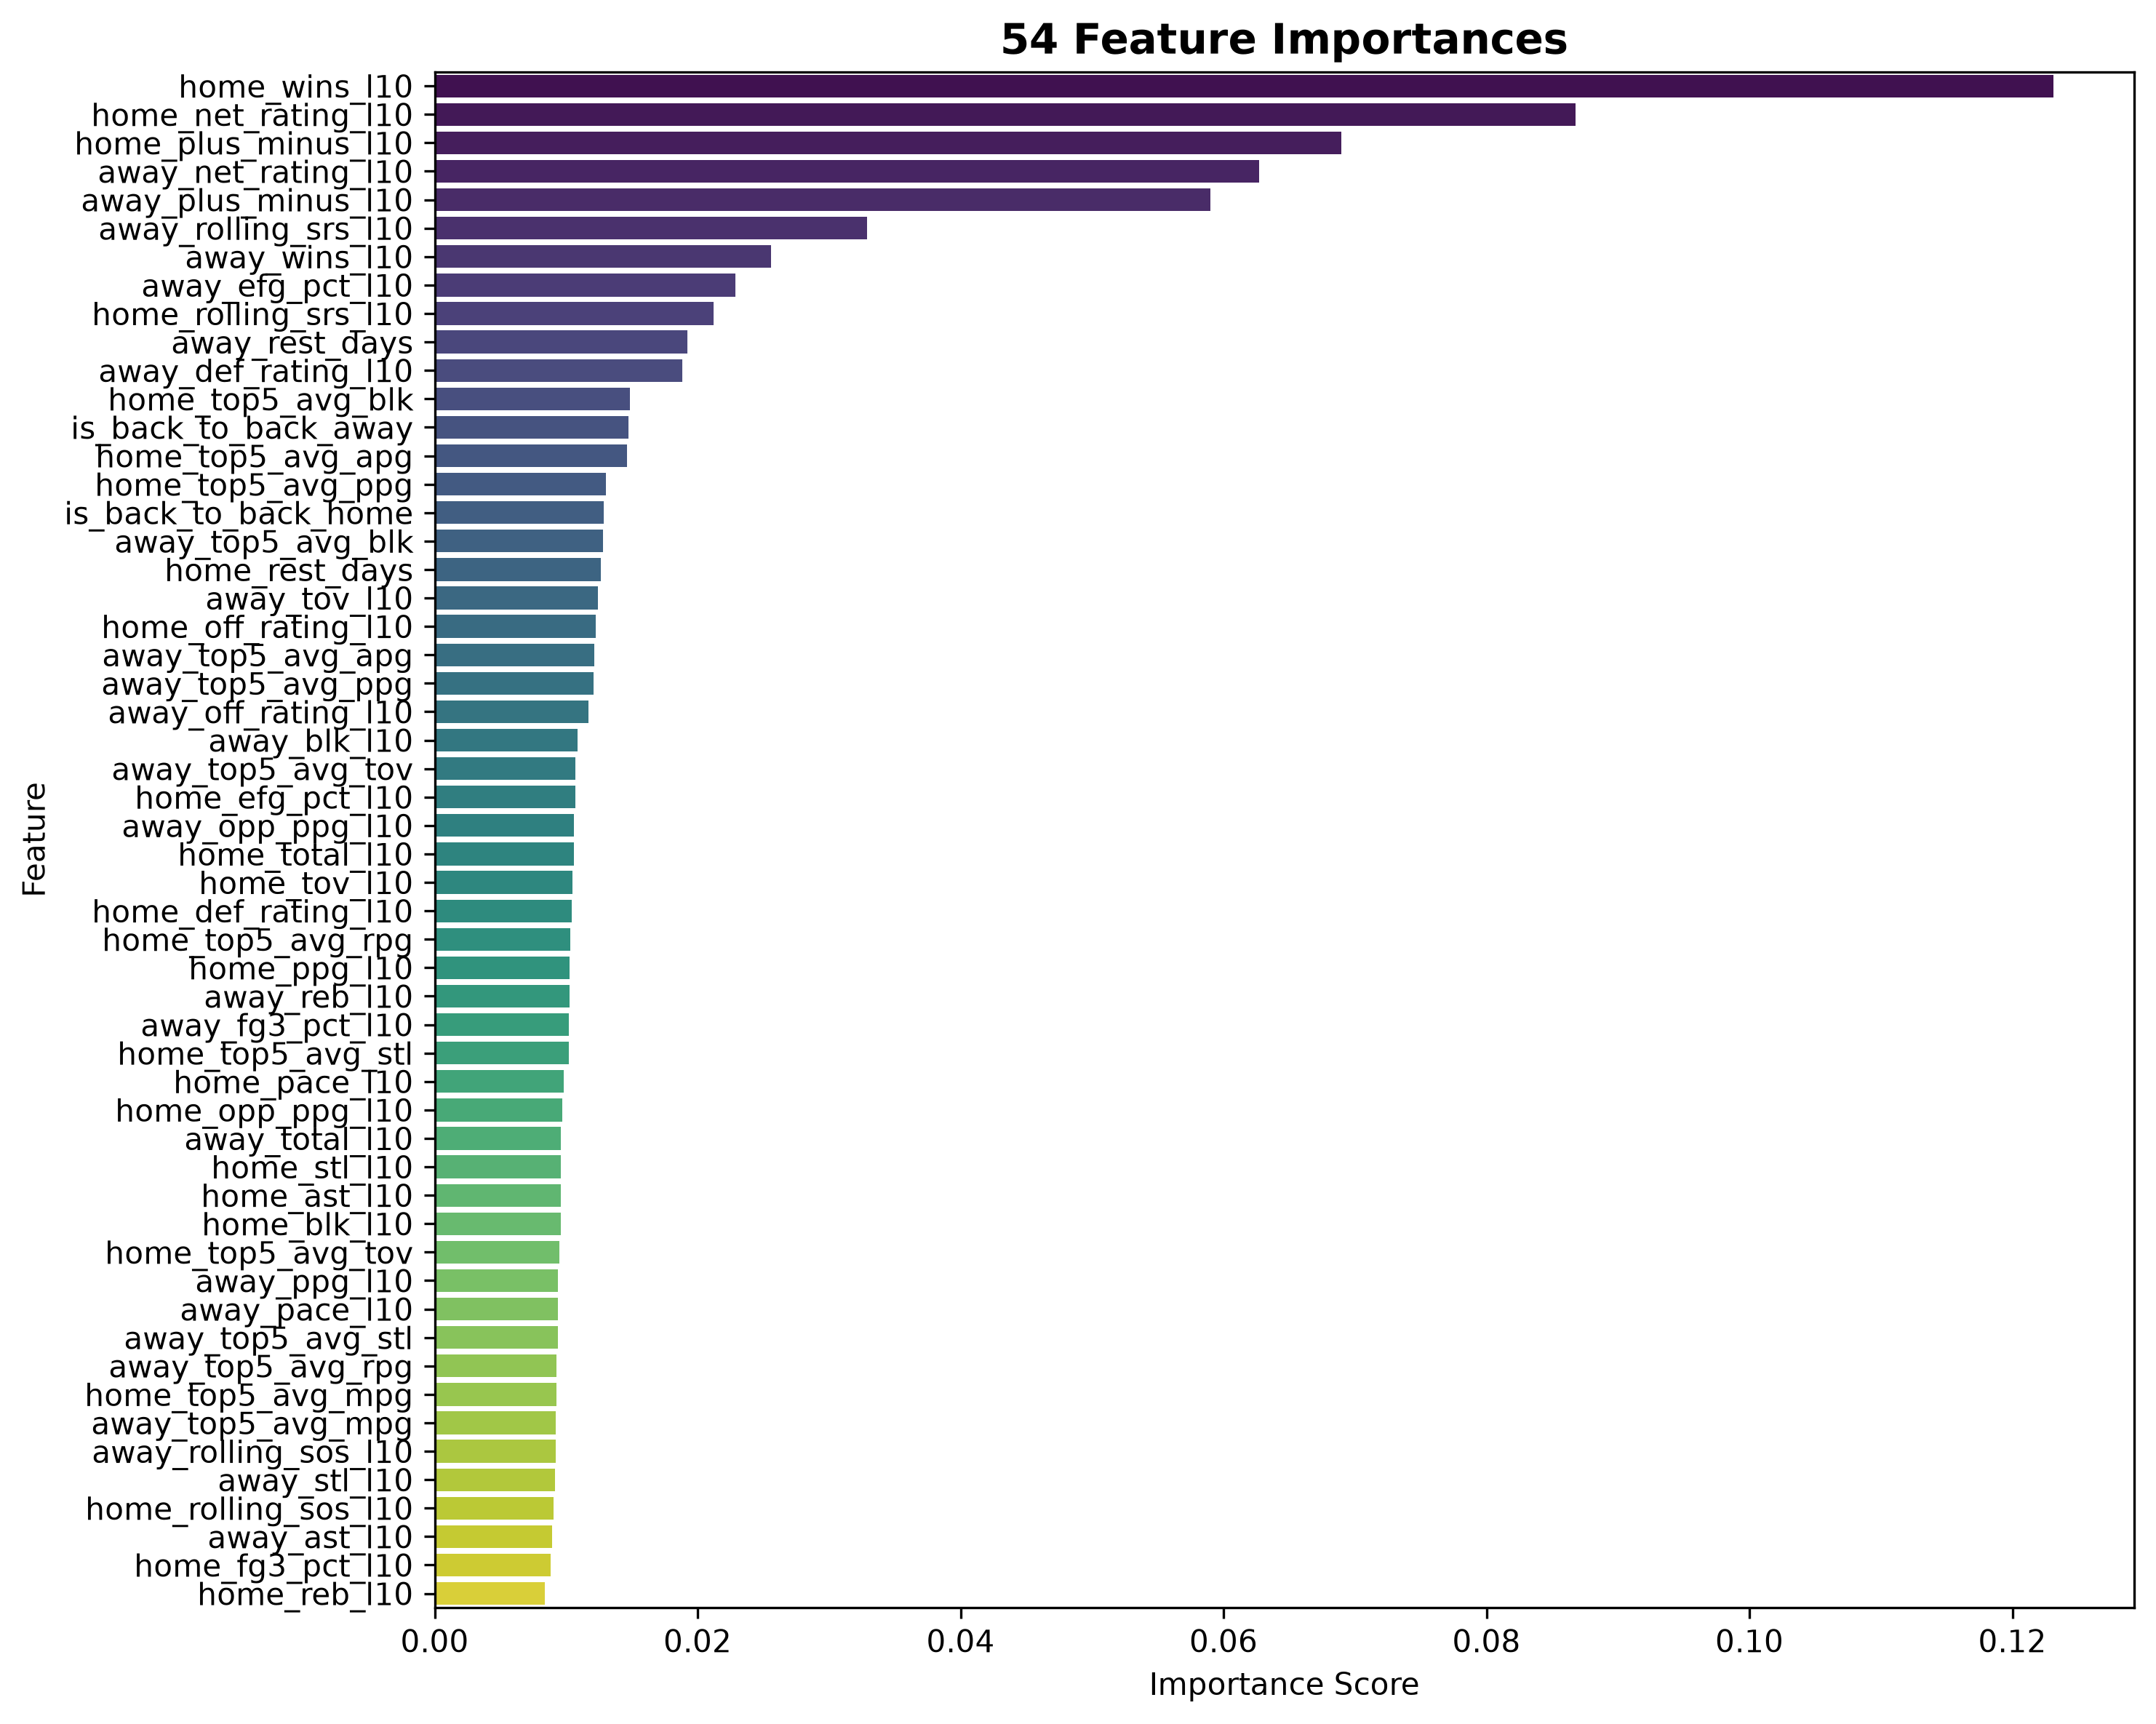 54 Feature Importances
home_wins_l10
home_net_rating_l10
home_plus_minus_l10
away_net_rating_l10
away_plus_minus_l10
away_rolling_srs_l10
away_wins_l10
away_efg_pct_l10
home_rolling_srs_l10
away_rest_days
away_def_rating_l10
home_top5_avg_blk
is_back_to_back_away
home_top5_avg_apg
home_top5_avg_ppg
is_back_to_back_home
away_top5_avg_blk
home_rest_days
away_tov_l10
home_off_rating_l10
away_top5_avg_apg
away_top5_avg_ppg
away_off_rating_l10
away_blk_l10
away_top5_avg_tov
home_efg_pct_l10
away_opp_ppg_l10
home_total_l10
home_tov_l10
home_def_rating_l10
home_top5_avg_rpg
home_ppg_l10
away_reb_l10
away_fg3_pct_l10
home_top5_avg_stl
home_pace_l10
home_opp_ppg_l10
away_total_l10
home_stl_l10
home_ast_l10
home_blk_l10
home_top5_avg_tov
away_ppg_l10
away_pace_l10
away_top5_avg_stl
away_top5_avg_rpg
home_top5_avg_mpg
away_top5_avg_mpg
away_rolling_sos_l10
away_stl_l10
home_rolling_sos_l10
away_ast_l10
home_fg3_pct_l10
home_reb_l10
Feature
0.00 0.02 0.04 0.06 0.08 0.10 0.12
Importance Score